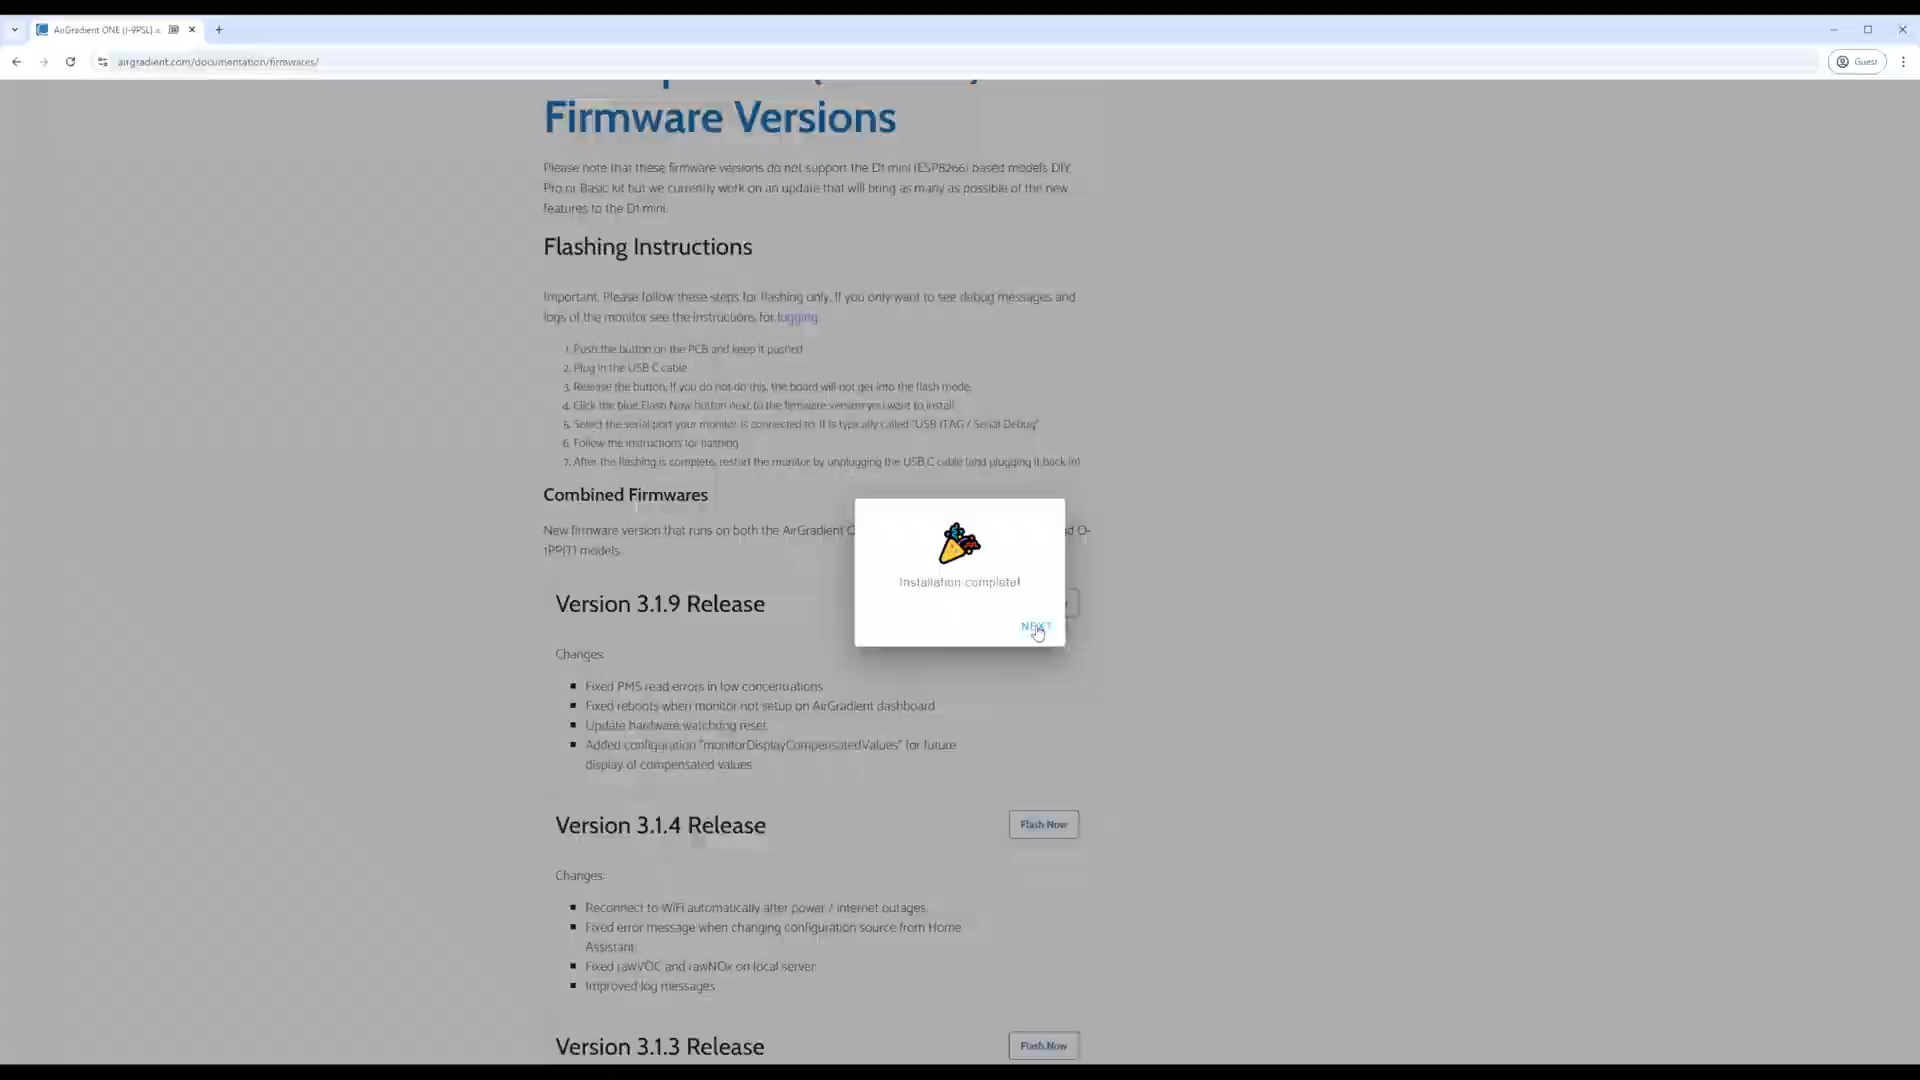 AirGradient ONE (I-9PSL) a
airgradient.com/documentation/firmwares/
Guest
Firmware Versions
Please note that these firmware versions do not support the D1 mini (ESP8266) based models DIY
Pro or Basic kit but we currently work on an update that will bring as many as possible of the new
features to the D1 mini.
Flashing Instructions
Important: Please follow these steps for flashing only. If you only want to see debug messages and
logs of the monitor see the instructions for logging.
1. Push the button on the PCB and keep it pushed
2. Plug in the USB C cable
3. Release the button. If you do not do this, the board will not get into the flash mode.
4. Click the blue Flash Now button next to the firmware version you want to install
5. Select the serial port your monitor is connected to. It is typically called "USB JTAG / Serial Debug"
6. Follow the instructions for flashing
7. After the flashing is complete, restart the monitor by unplugging the USB C cable (and plugging it back in)
Combined Firmwares
New firmware version that runs on both the AirGradient O
nd O-
1PP(T) models.
Installation complete!
NEXT
Version 3.1.9 Release
Changes:
Fixed PMS read errors in low concentrations
Fixed reboots when monitor not setup on AirGradient dashboard
Update hardware watchdog reset
Added configuration "monitorDisplayCompensatedValues" for future
display of compensated values
Version 3.1.4 Release
Flash Now
Changes:
Reconnect to WiFi automatically after power / internet outages
Fixed error message when changing configuration source from Home
Assistant
Fixed rawVOC and rawNOx on local server
Improved log messages
Version 3.1.3 Release
Flash Now